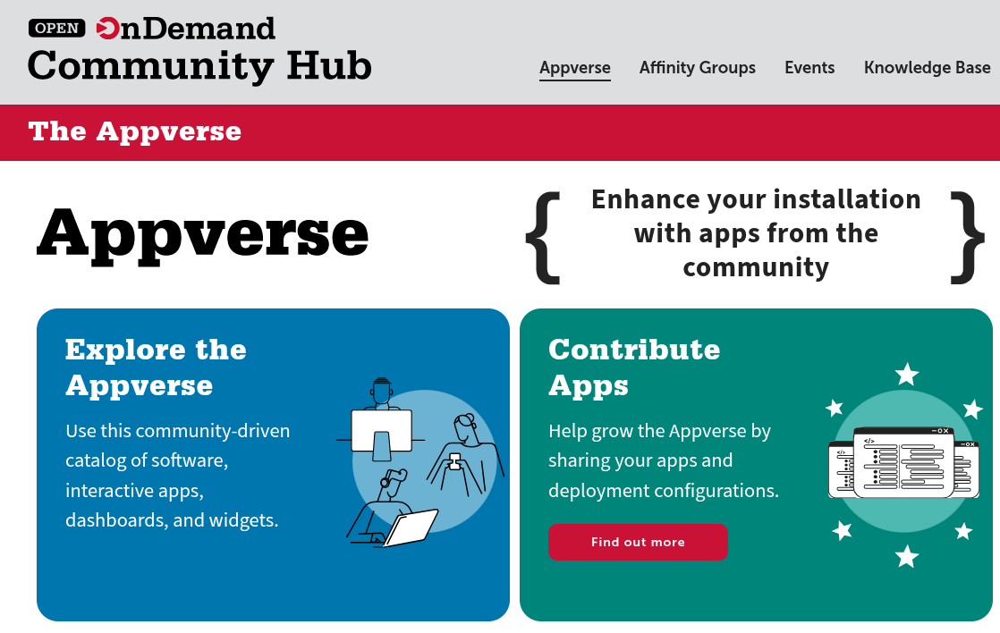 OPEN OnDemand
Community Hub
Appverse Affinity Groups Events Knowledge Base
The Appverse
Appverse
{ Enhance your installation
with apps from the
community }
Explore the
Appverse
Use this community-driven
catalog of software,
interactive apps,
dashboards, and widgets.
Contribute
Apps
Help grow the Appverse by
sharing your apps and
deployment configurations.
Find out more